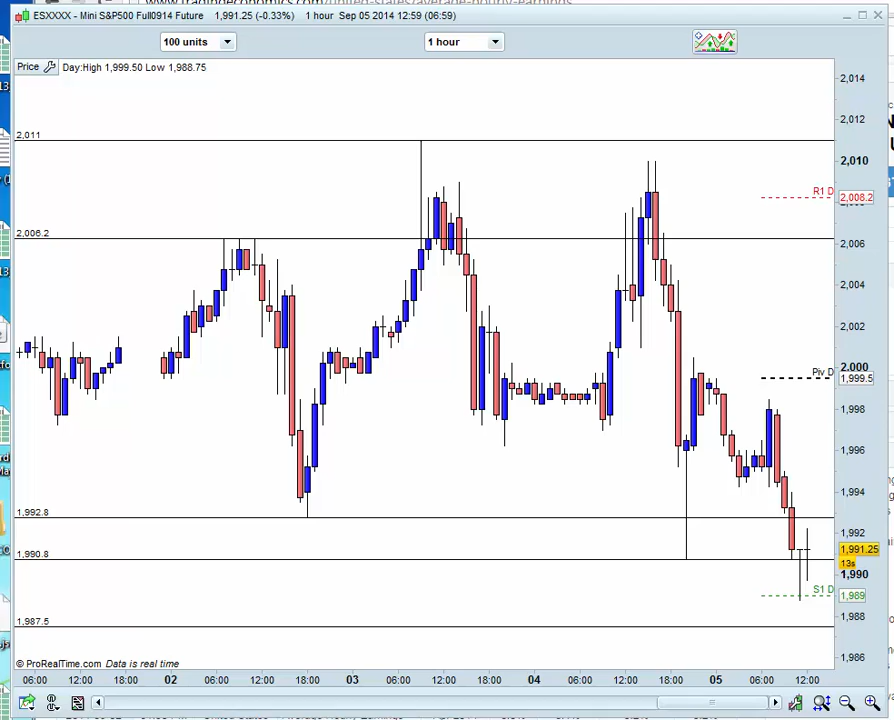 ESXXXX - Mini S&P500 Full0914 Future 1,991.25 (-0.33%) 1 hour Sep 05 2014 12:59 (06:59)
100 units 1 hour
Price Day:High 1,999.50 Low 1,988.75
2,014
2,012
2,011
2,010
R1 D 2,008.2
2,006.2
2,006
2,004
2,002
2,000
Piv D 1,999.5
1,998
1,996
1,994
1,992.8
1,992
1,991.25
1,990.8
13s
1,990
S1 D 1,989
1,988
1,987.5
1,986
© ProRealTime.com Data is real time
06:00 12:00 18:00 02 06:00 12:00 18:00 03 06:00 12:00 18:00 04 06:00 12:00 18:00 05 06:00 12:00